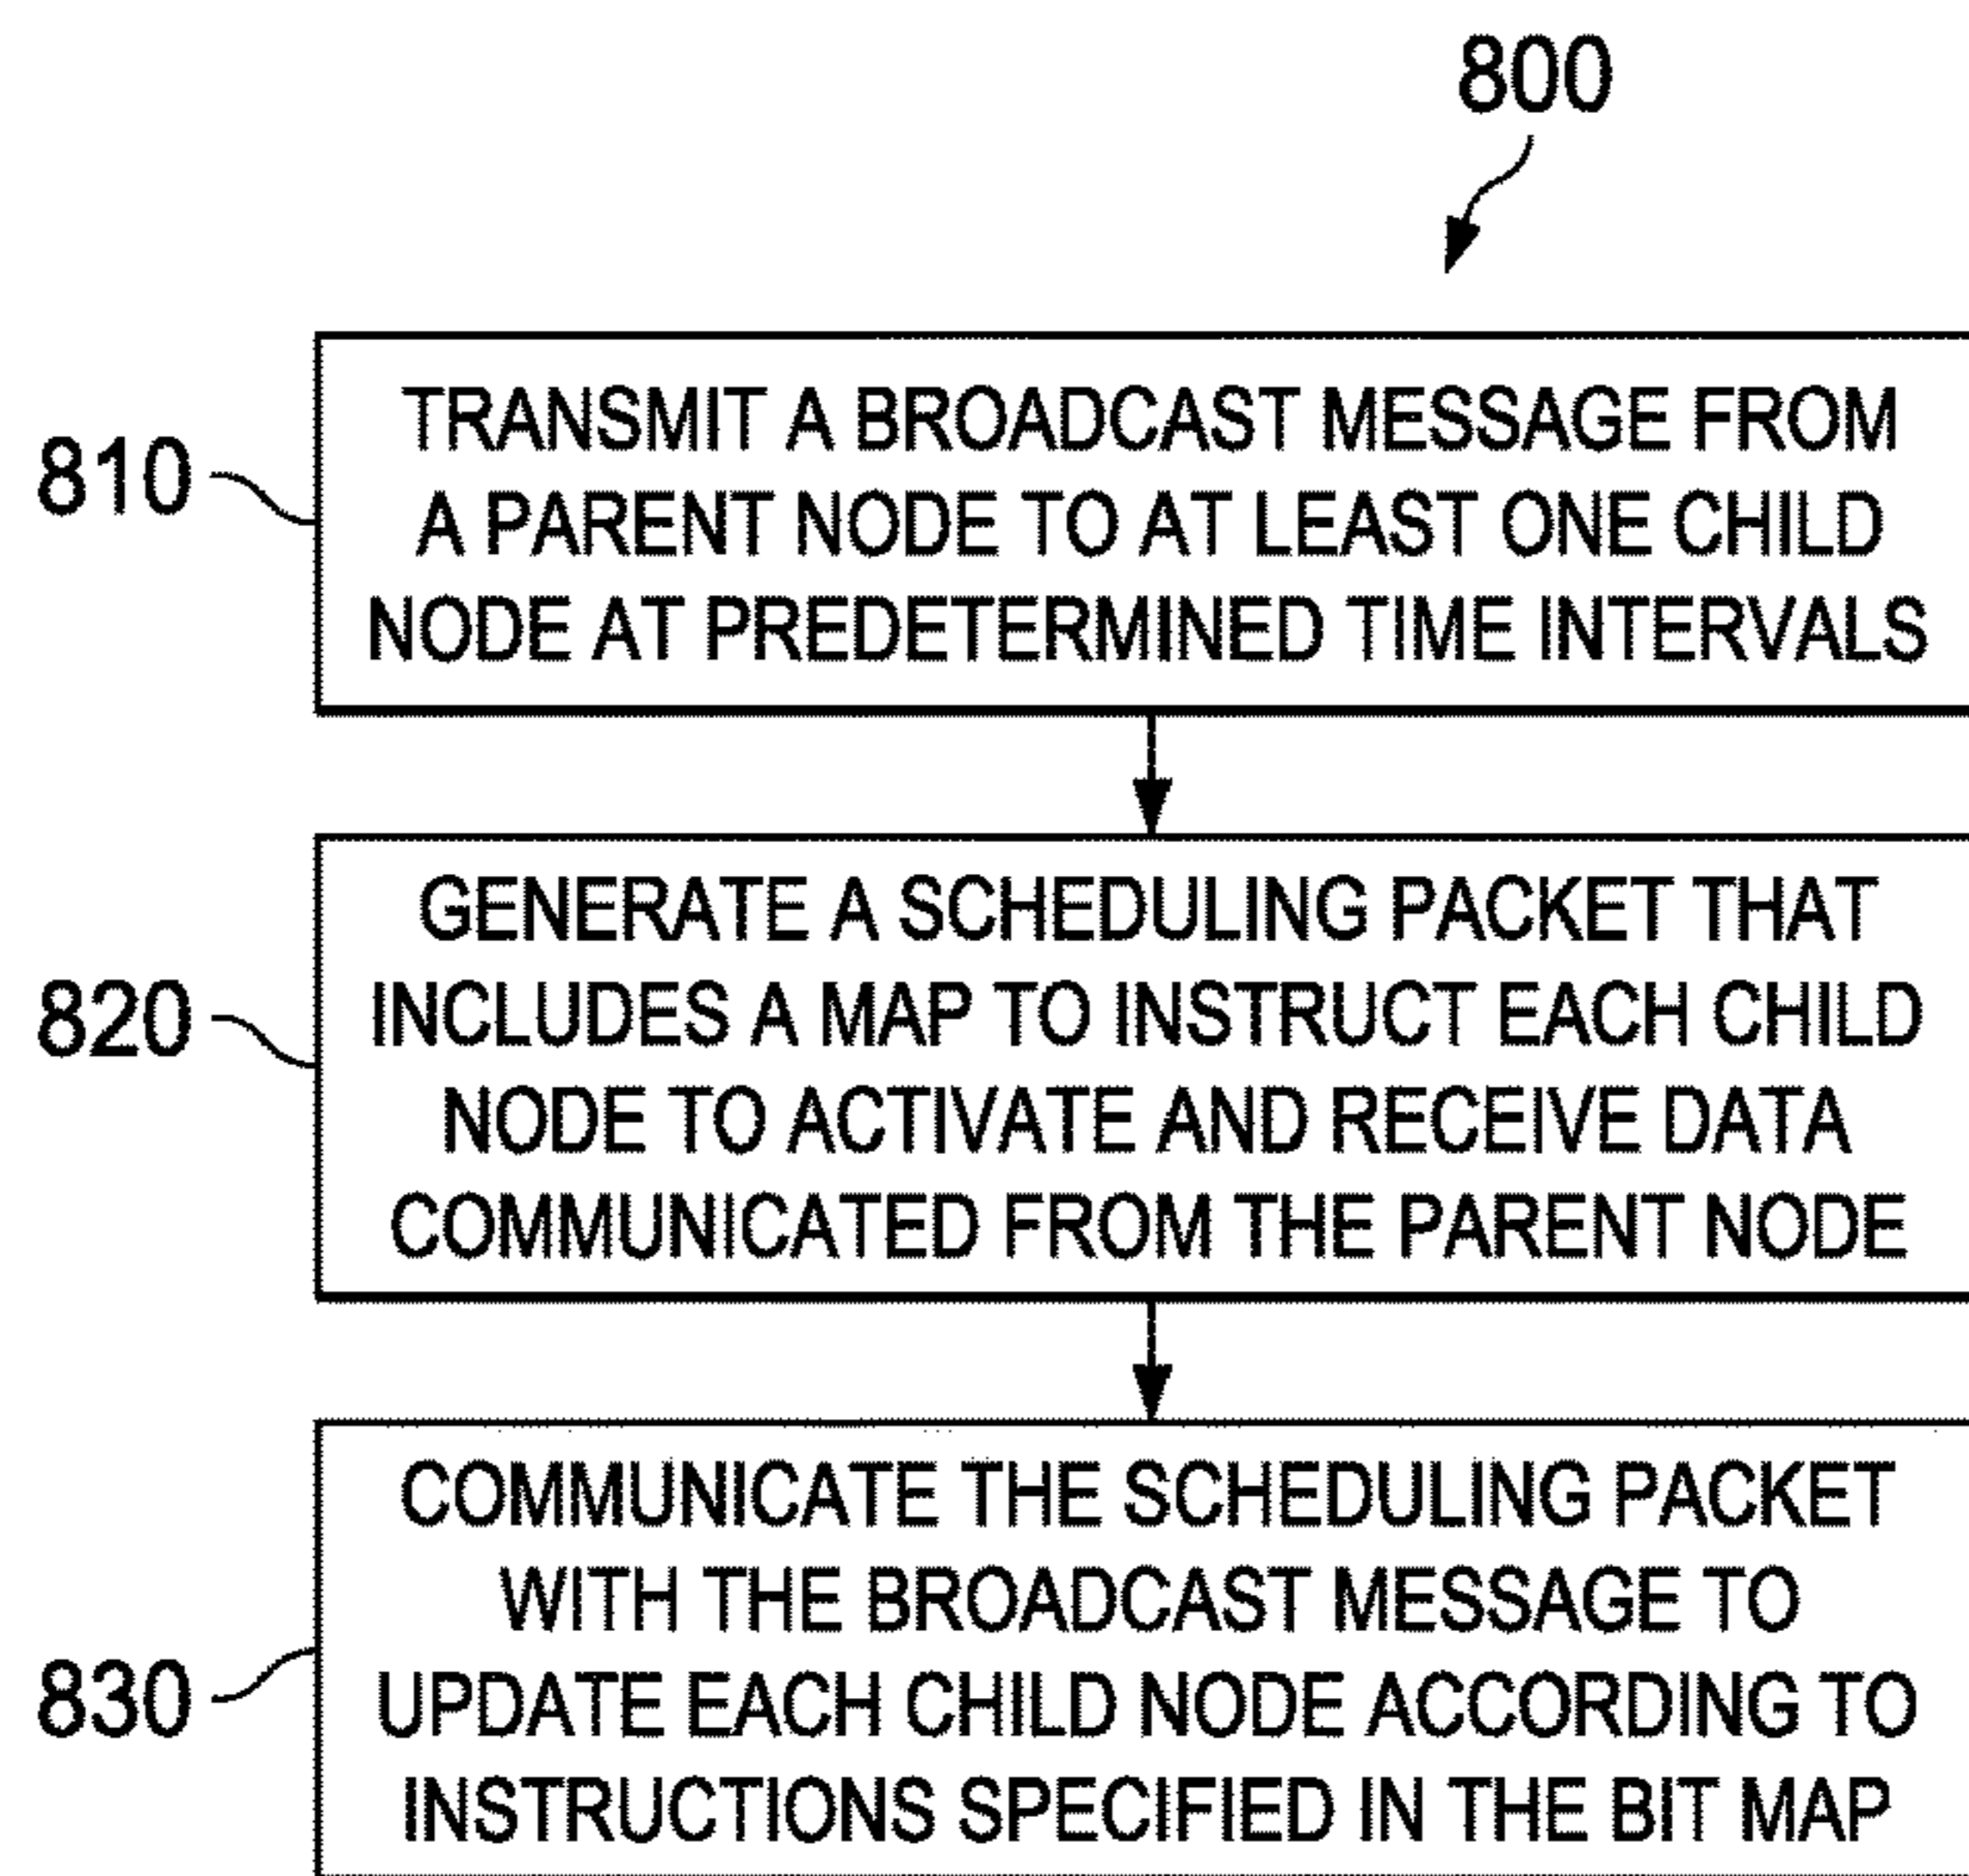 800
810
TRANSMIT A BROADCAST MESSAGE FROM
A PARENT NODE TO AT LEAST ONE CHILD
NODE AT PREDETERMINED TIME INTERVALS
820
GENERATE A SCHEDULING PACKET THAT
INCLUDES A MAP TO INSTRUCT EACH CHILD
NODE TO ACTIVATE AND RECEIVE DATA
COMMUNICATED FROM THE PARENT NODE
830
COMMUNICATE THE SCHEDULING PACKET
WITH THE BROADCAST MESSAGE TO
UPDATE EACH CHILD NODE ACCORDING TO
INSTRUCTIONS SPECIFIED IN THE BIT MAP